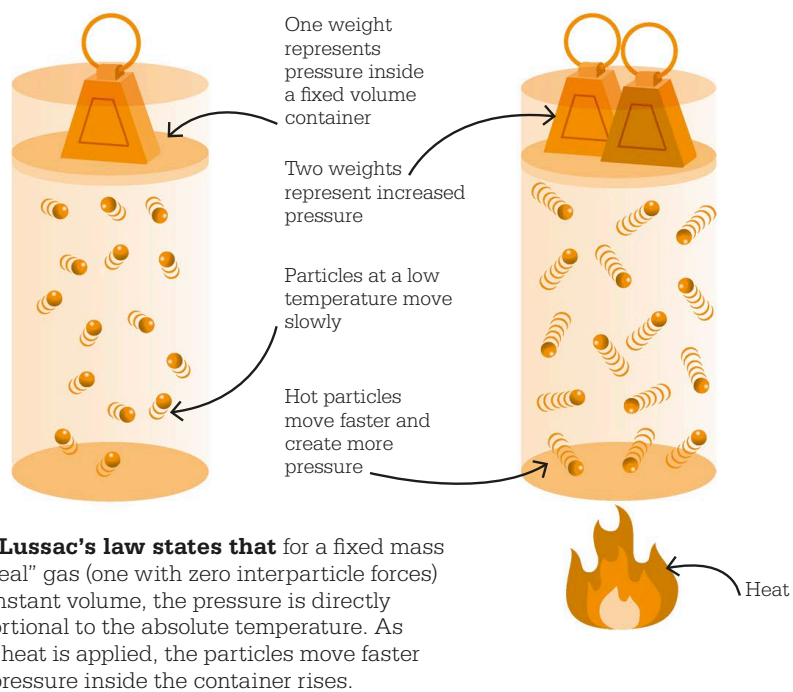 One weight
represents
pressure inside
a fixed volume
container
Two weights
represent increased
pressure
Particles at a low
temperature move
slowly
Hot particles
move faster and
create more
pressure
Heat
Lussac’s law states that for a fixed mass
eal” gas (one with zero interparticle forces)
nstant volume, the pressure is directly
ortional to the absolute temperature. As
heat is applied, the particles move faster
pressure inside the container rises.